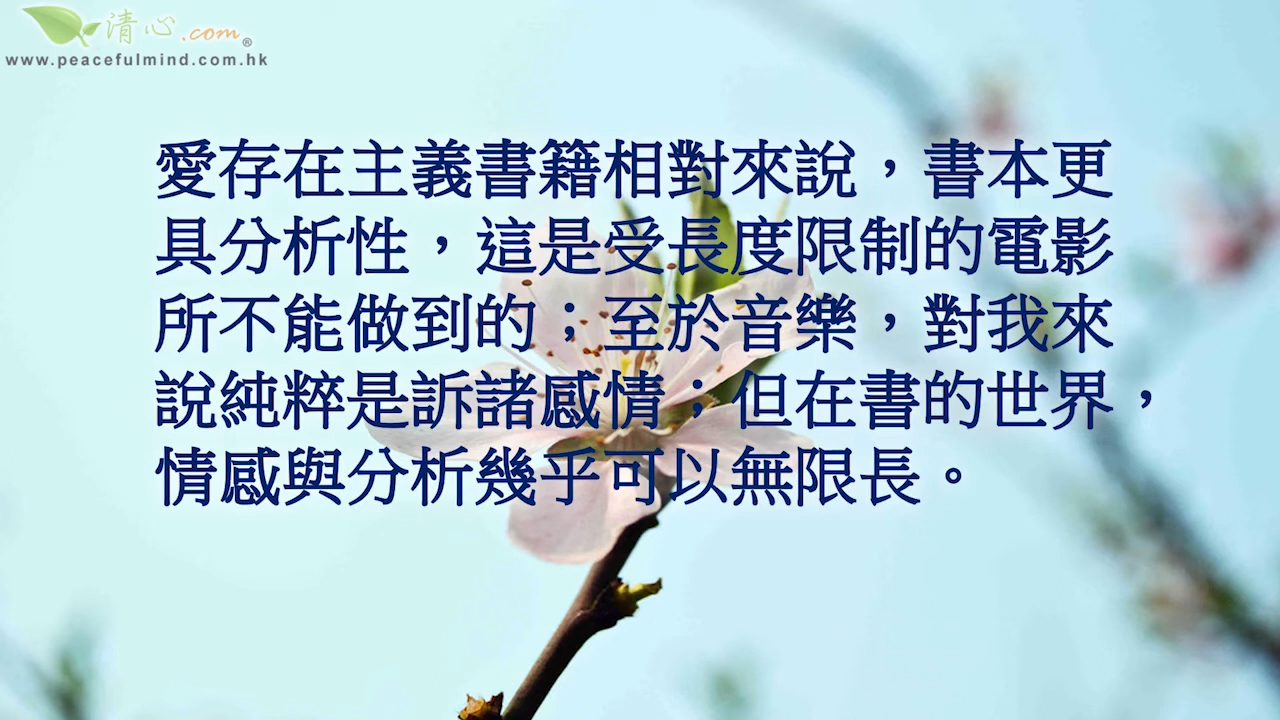 清心.com®
www.peacefulmind.com.hk
愛存在主義書籍相對來說，書本更
具分析性，這是受長度限制的電影
所不能做到的；至於音樂，對我來
說純粹是訴諸感情；但在書的世界，
情感與分析幾乎可以無限長。